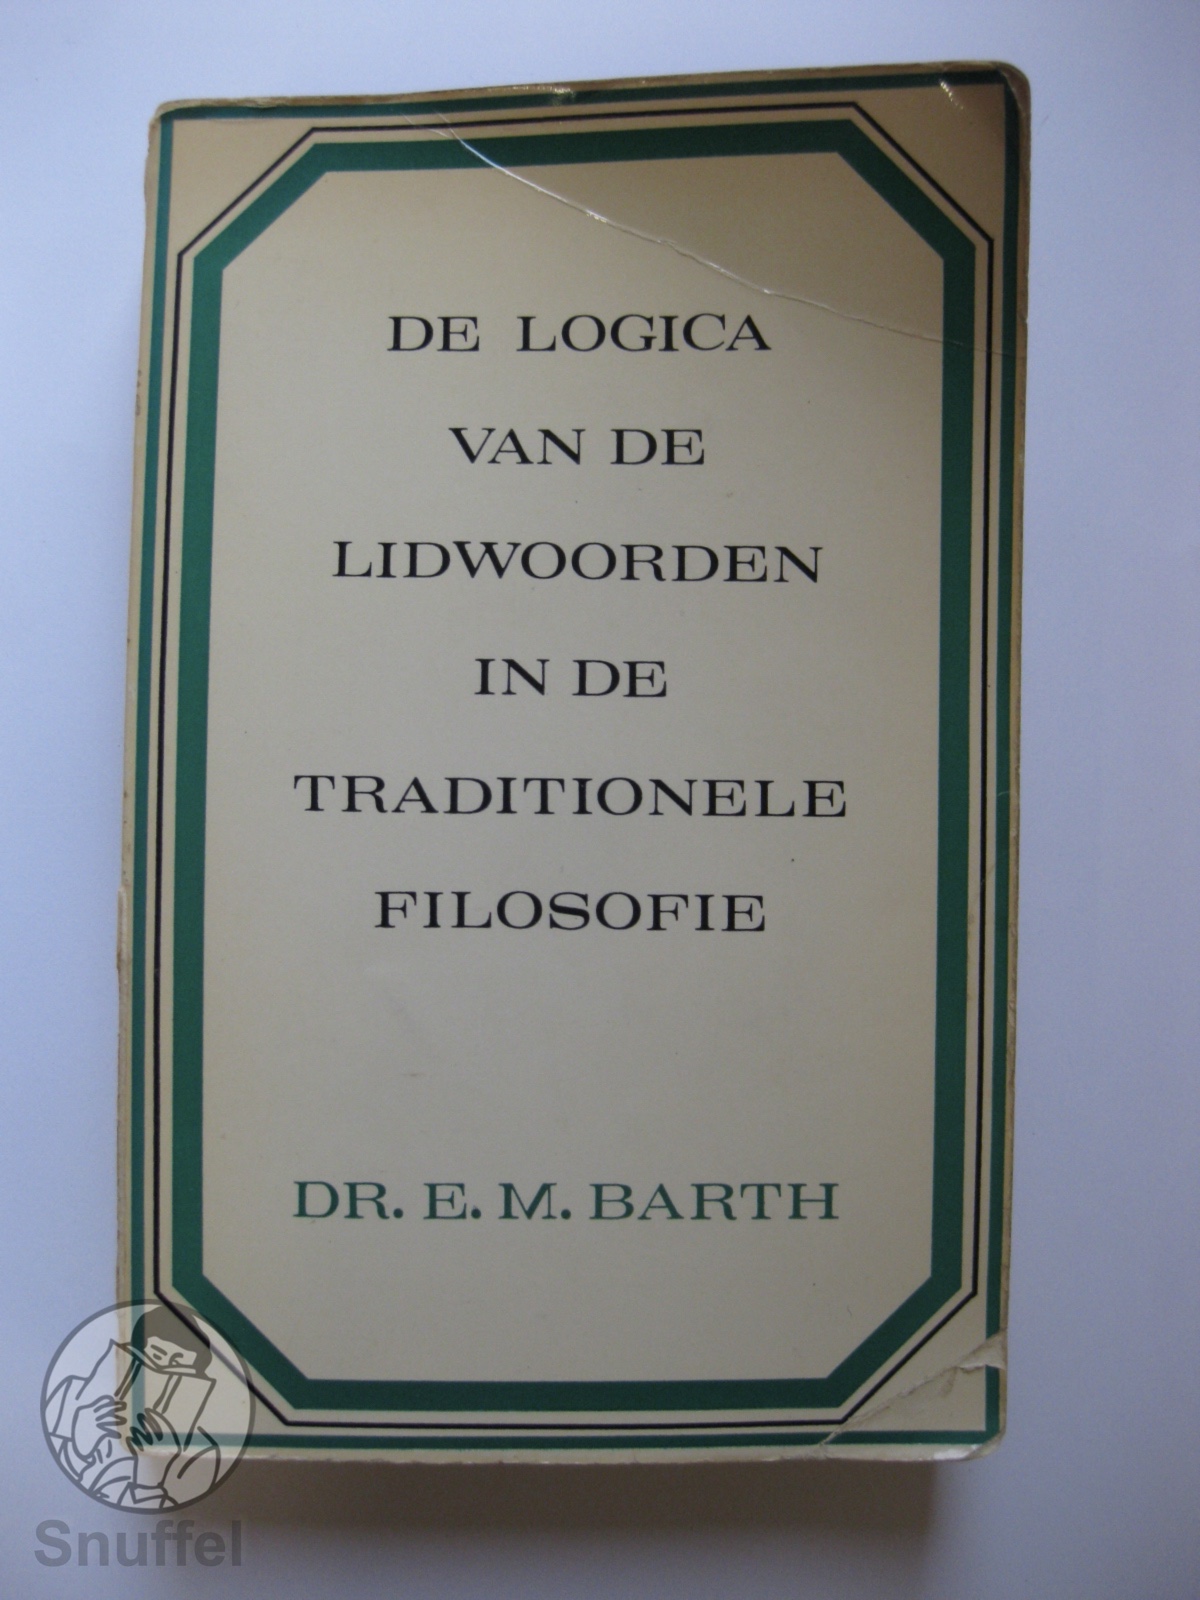 DE LOGICA
VAN DE
LIDWOORDEN
IN DE
TRADITIONELE
FILOSOFIE
DR. E. M. BARTH
Snuffel